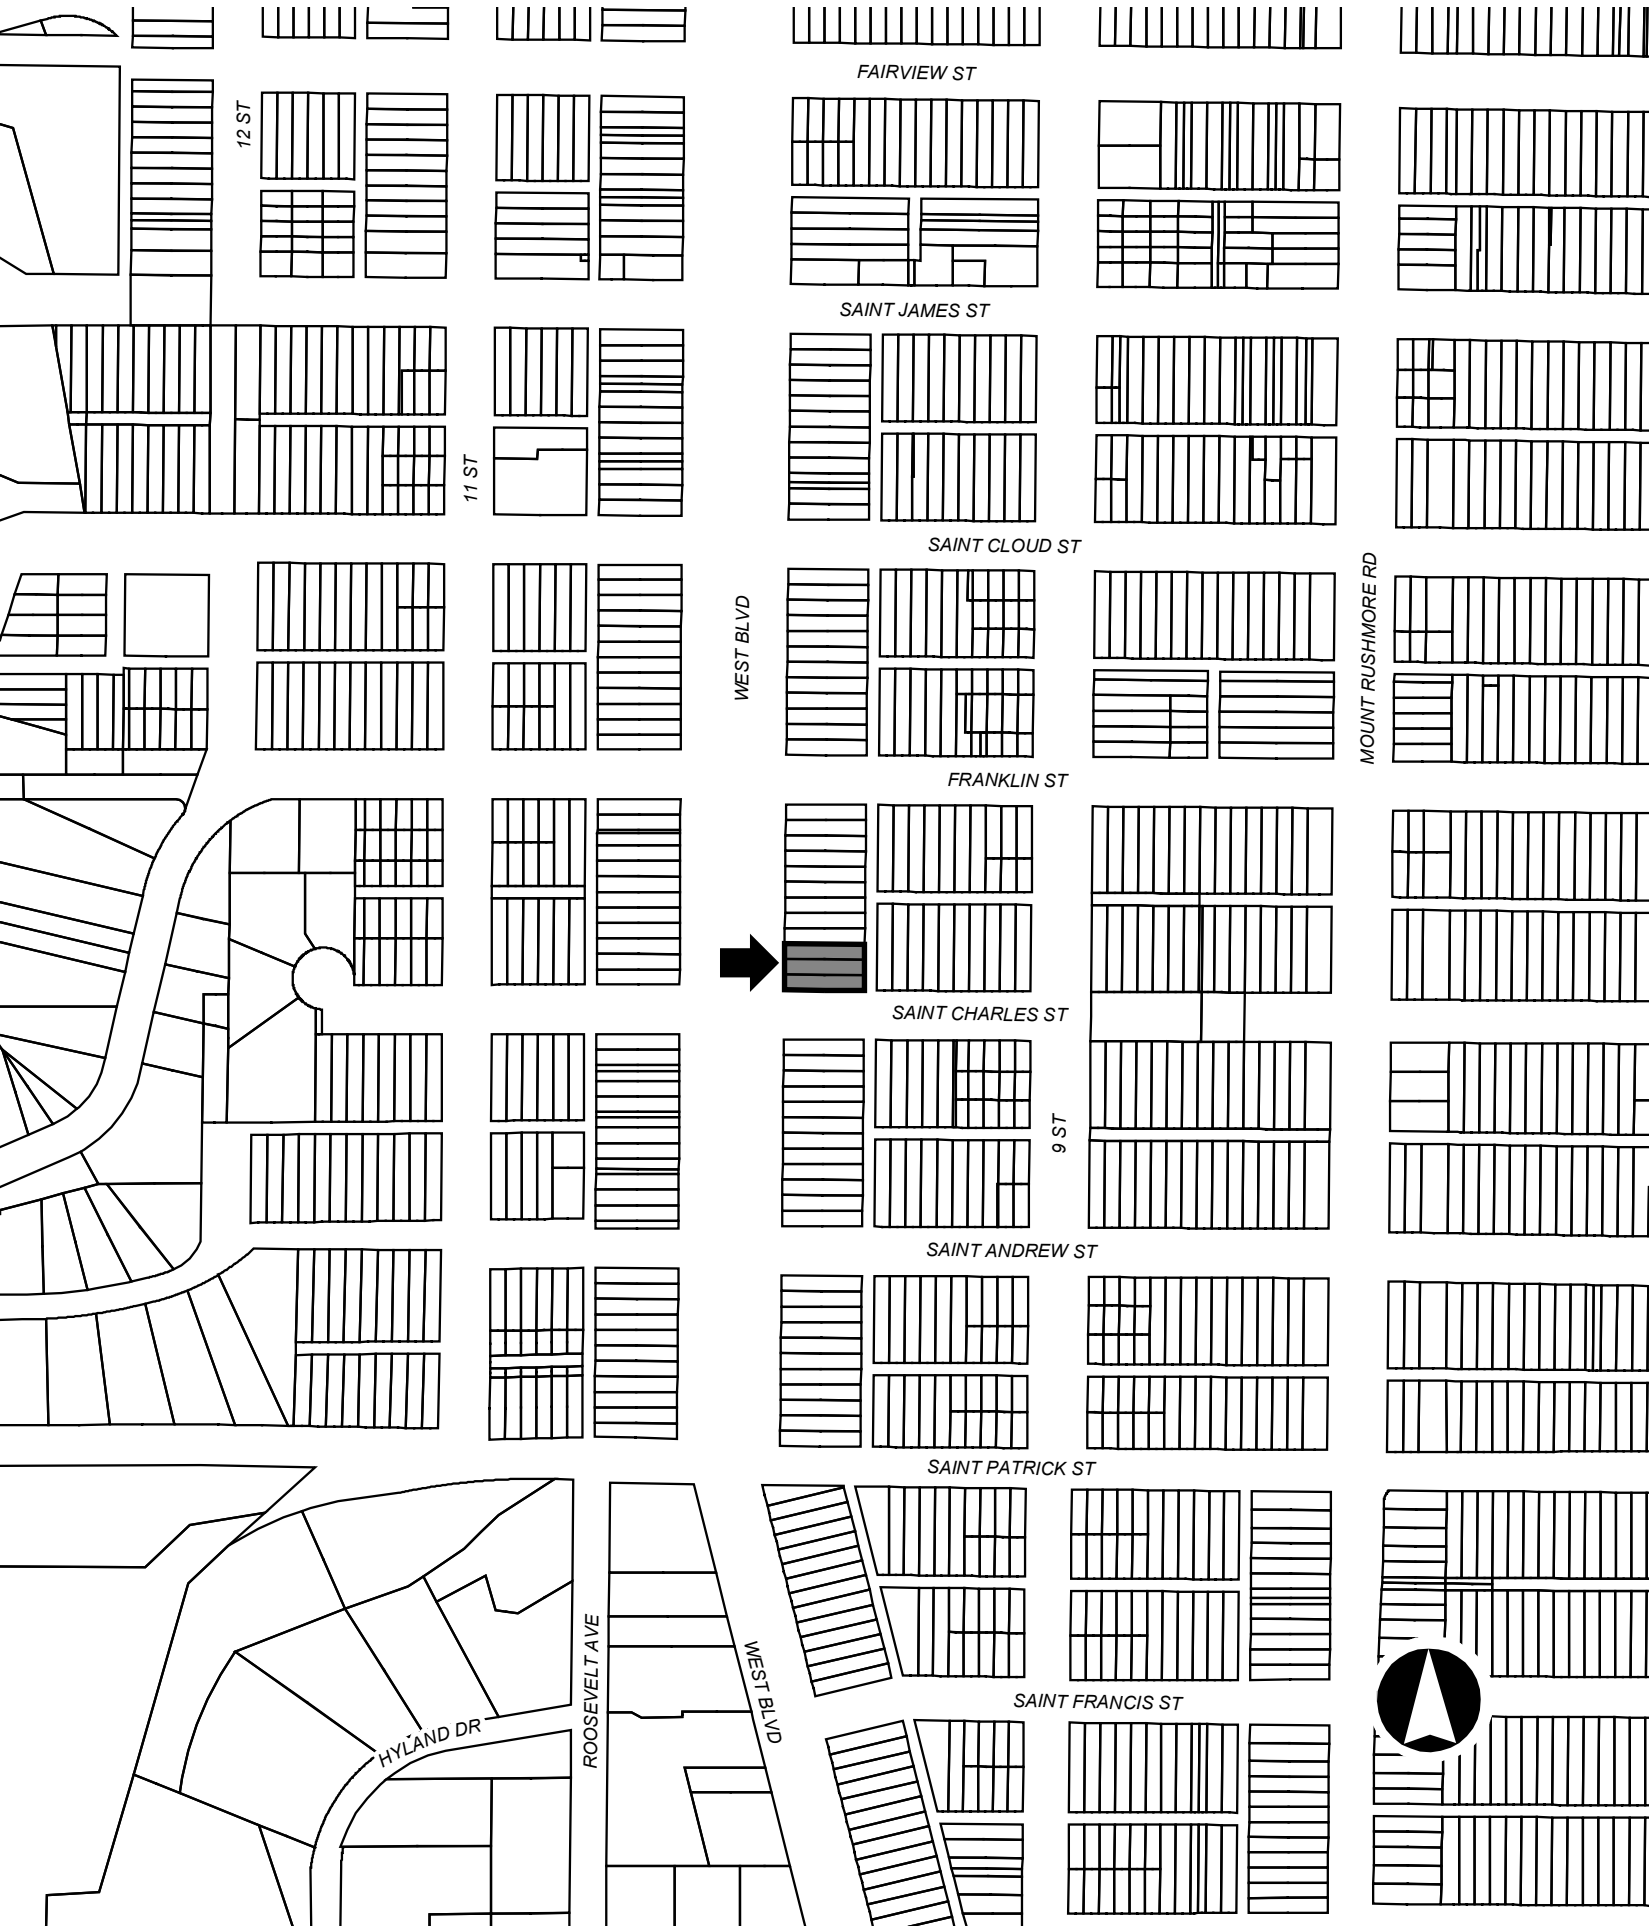 FAIRVIEW ST
12 ST
SAINT JAMES ST
11 ST
SAINT CLOUD ST
WEST BLVD
MOUNT RUSHMORE RD
FRANKLIN ST
SAINT CHARLES ST
9 ST
SAINT ANDREW ST
SAINT PATRICK ST
ROOSEVELT AVE
WEST BLVD
SAINT FRANCIS ST
HYLAND DR